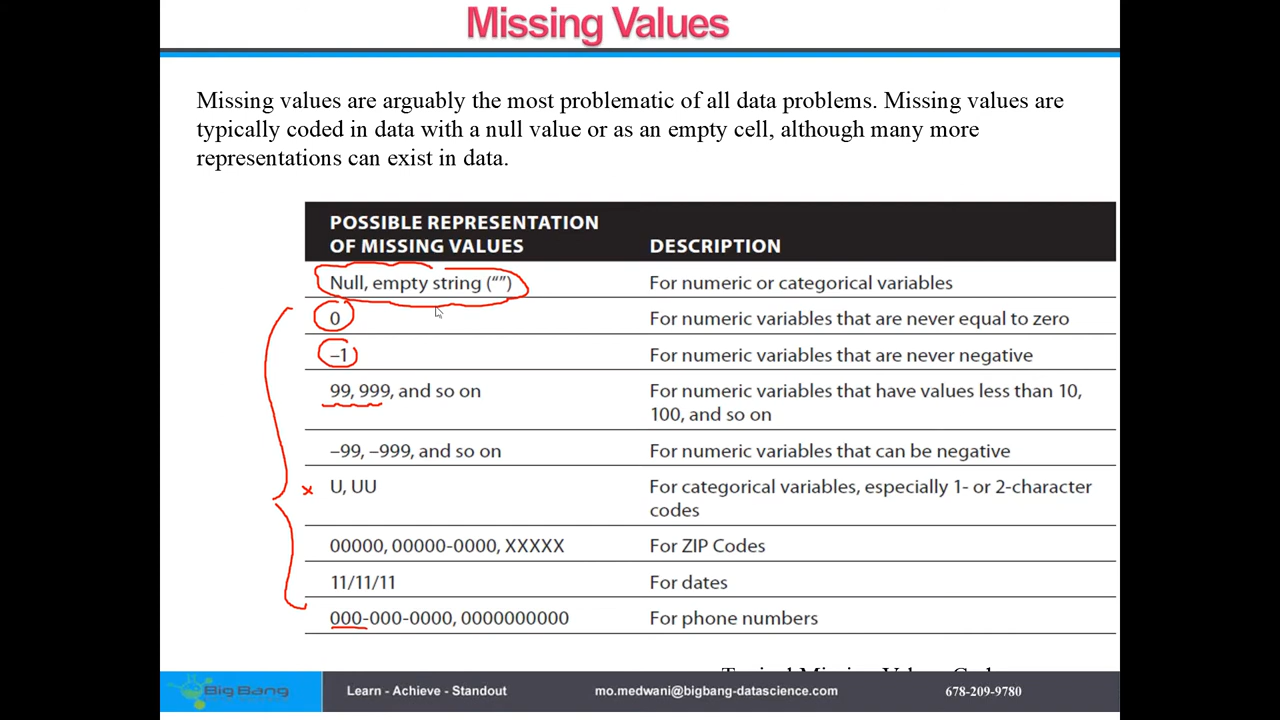 Missing Values
Missing values are arguably the most problematic of all data problems. Missing values are
typically coded in data with a null value or as an empty cell, although many more
representations can exist in data.
POSSIBLE REPRESENTATION
OF MISSING VALUES
DESCRIPTION
Null, empty string (“”)
For numeric or categorical variables
0
For numeric variables that are never equal to zero
–1
For numeric variables that are never negative
99, 999, and so on
For numeric variables that have values less than 10,
100, and so on
–99, –999, and so on
For numeric variables that can be negative
U, UU
For categorical variables, especially 1- or 2-character
codes
00000, 00000-0000, XXXXX
For ZIP Codes
11/11/11
For dates
000-000-0000, 0000000000
For phone numbers
Big Bang
Learn - Achieve - Standout
mo.medwani@bigbang-datascience.com
678-209-9780